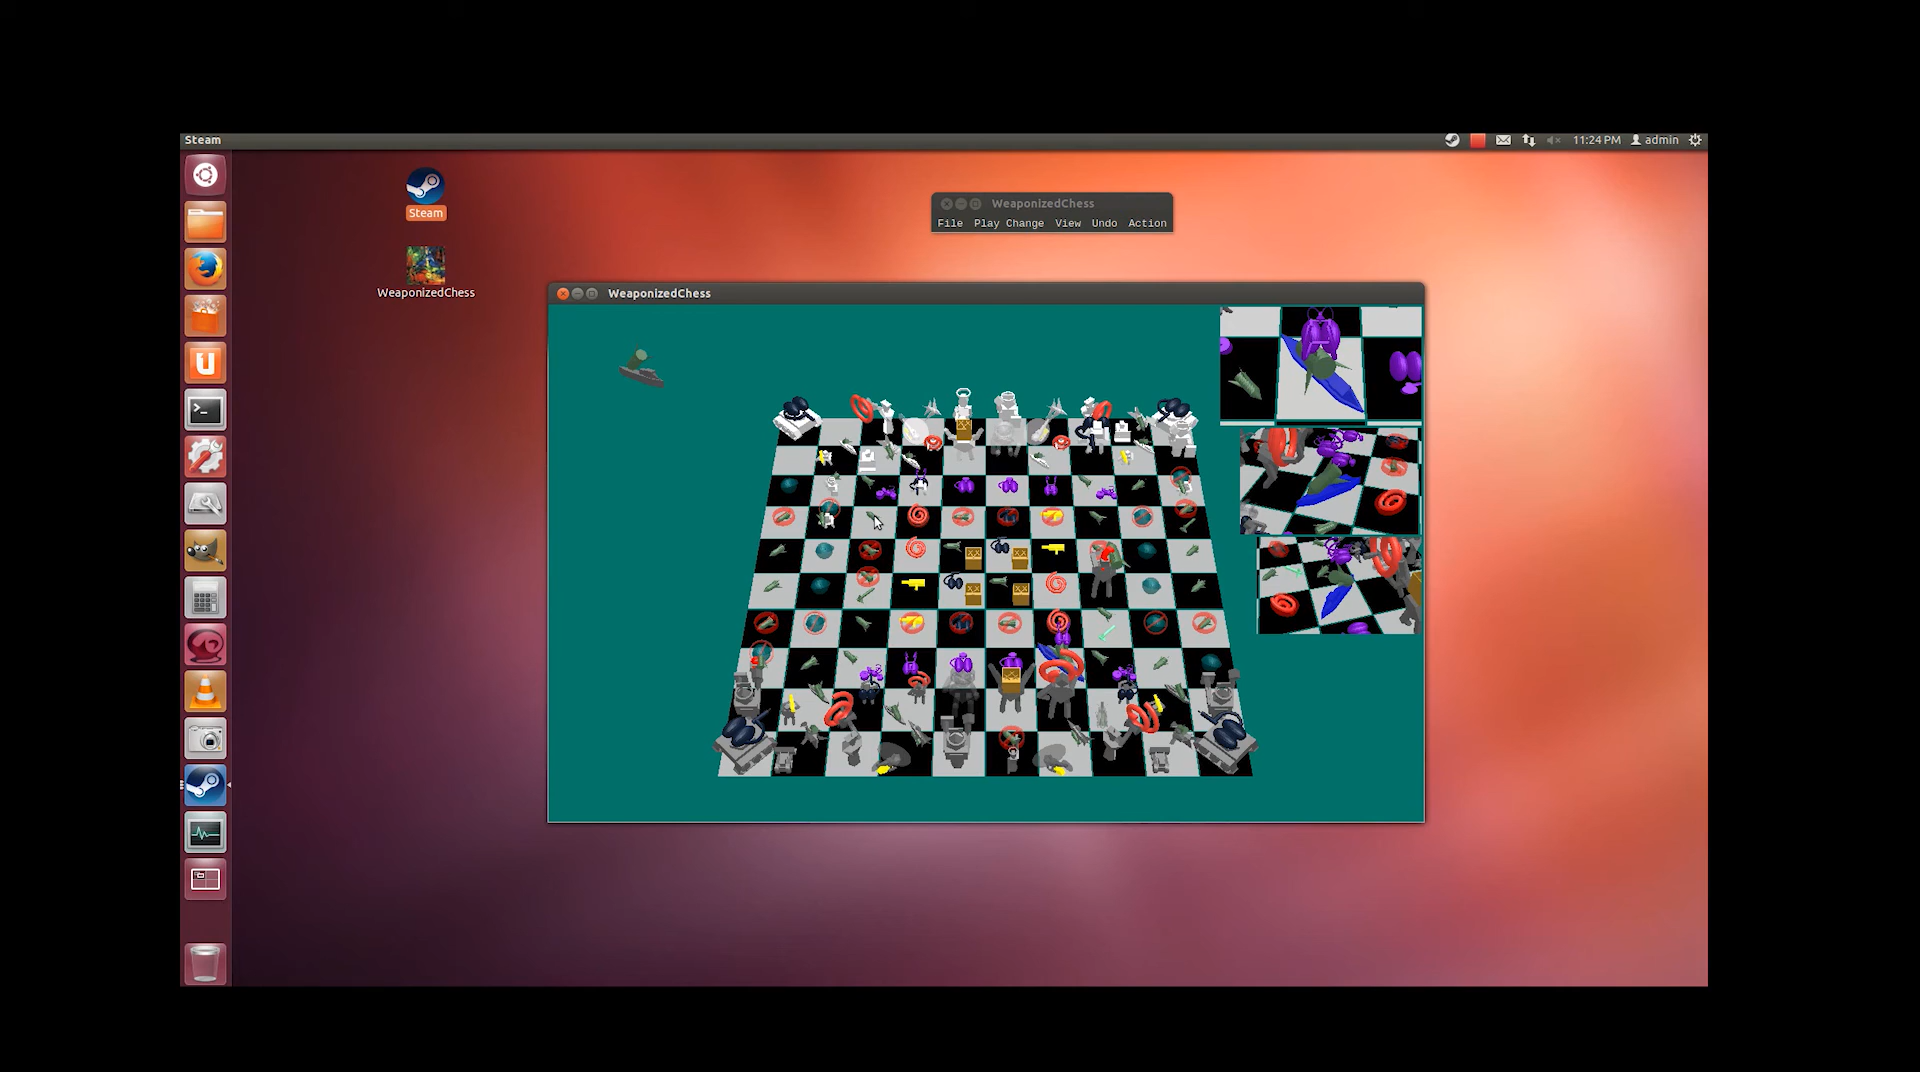 Steam
11:24 PM admin
Steam
WeaponizedChess
WeaponizedChess
File Play Change View Undo Action
WeaponizedChess